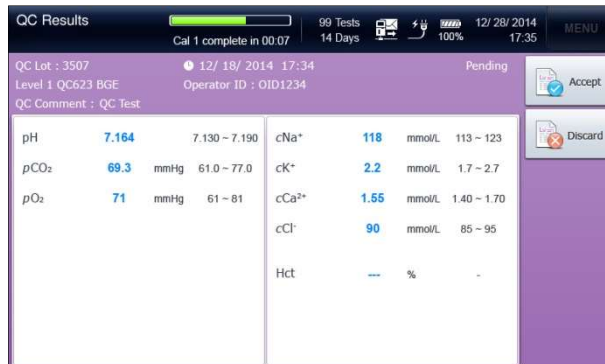 QC Results
Cal 1 complete in 00:07
99 Tests
14 Days
100%
12/ 28/ 2014
17:35
MENU
QC Lot : 3507
12/ 18/ 2014 17:34
Pending
Level 1 QC623 BGE
Operator ID : OID1234
QC Comment : QC Test
Accept
Discard
pH 7.164 7.130 ~ 7.190
pCO₂ 69.3 mmHg 61.0 ~ 77.0
pO₂ 71 mmHg 61 ~ 81
cNa⁺ 118 mmol/L 113 ~ 123
cK⁺ 2.2 mmol/L 1.7 ~ 2.7
cCa²⁺ 1.55 mmol/L 1.40 ~ 1.70
cCl⁻ 90 mmol/L 85 ~ 95
Hct --- % -